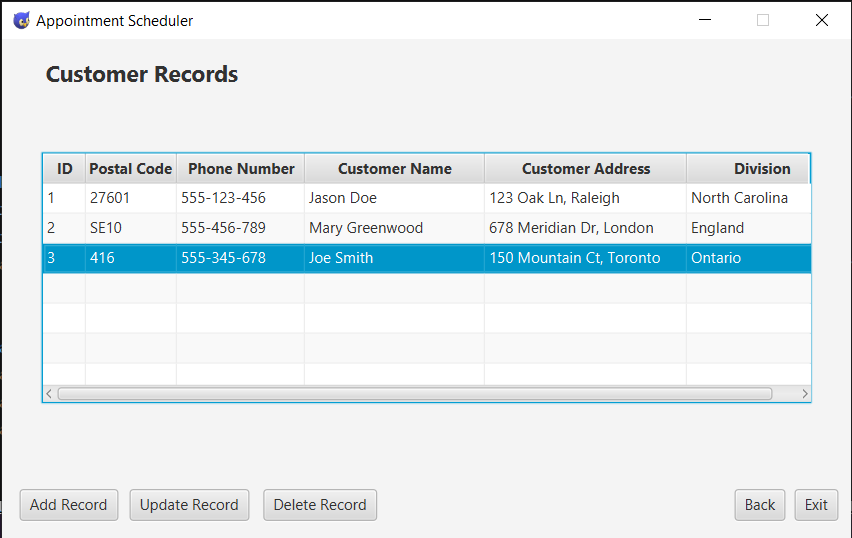 Appointment Scheduler
Customer Records
ID Postal Code Phone Number Customer Name Customer Address Division
1 27601 555-123-456 Jason Doe 123 Oak Ln, Raleigh North Carolina
2 SE10 555-456-789 Mary Greenwood 678 Meridian Dr, London England
3 416 555-345-678 Joe Smith 150 Mountain Ct, Toronto Ontario
Add Record Update Record Delete Record Back Exit